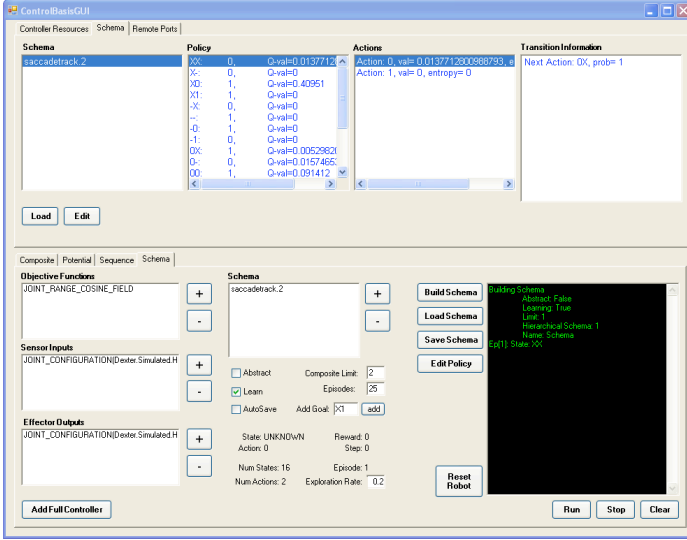 ControlBasisGUI
Controller Resources Schema Remote Ports
Schema
saccadetrack.2
Policy
XX: 0, Q-val=0.0137712
X-: 0, Q-val=0
X0: 1, Q-val=0.40951
X1: 1, Q-val=0
-X: 0, Q-val=0
--: 1, Q-val=0
-0: 1, Q-val=0
-1: 0, Q-val=0
0X: 1, Q-val=0.0052982
0-: 0, Q-val=0.0157465
00: 1, Q-val=0.091412
Actions
Action: 0, val= 0.0137712800988793, e
Action: 1, val= 0, entropy= 0
Transition Information
Next Action: 0X, prob= 1
Load Edit
Composite Potential Sequence Schema
Objective Functions
JOINT_RANGE_COSINE_FIELD
+
-
Sensor Inputs
JOINT_CONFIGURATION(Dexter.Simulated.H
+
-
Effector Outputs
JOINT_CONFIGURATION(Dexter.Simulated.H
+
-
Add Full Controller
Schema
saccadetrack.2
+
-
Abstract Composite Limit: 2
Learn Episodes: 25
AutoSave Add Goal: X1 add
State: UNKNOWN Reward: 0
Action: 0 Step: 0
Num States: 16 Episode: 1
Num Actions: 2 Exploration Rate: 0.2
Build Schema
Load Schema
Save Schema
Edit Policy
Reset
Robot
Building Schema
Abstract: False
Learning: True
Limit: 1
Hierarchical Schema: 1
Name: Schema
Ep[1]: State: XX
Run Stop Clear